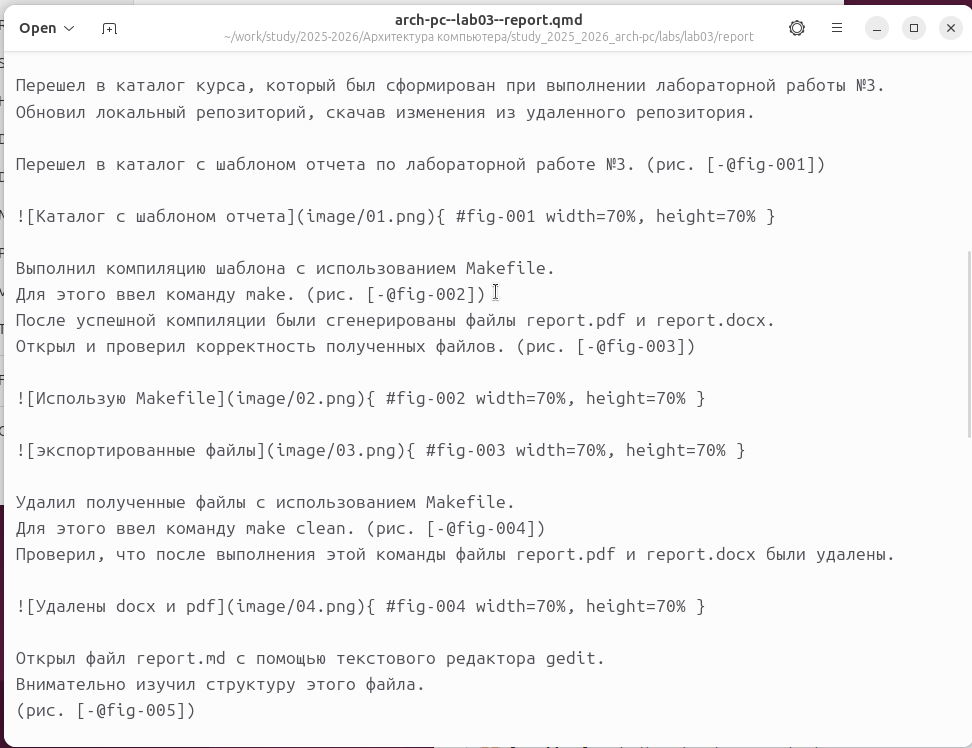 Open
arch-pc--lab03--report.qmd
~/work/study/2025-2026/Архитектура компьютера/study_2025_2026_arch-pc/labs/lab03/report
Перешел в каталог курса, который был сформирован при выполнении лабораторной работы №3.
Обновил локальный репозиторий, скачав изменения из удаленного репозитория.
Перешел в каталог с шаблоном отчета по лабораторной работе №3. (рис. [-@fig-001])
![Каталог с шаблоном отчета](image/01.png){ #fig-001 width=70%, height=70% }
Выполнил компиляцию шаблона с использованием Makefile.
Для этого ввел команду make. (рис. [-@fig-002])
После успешной компиляции были сгенерированы файлы report.pdf и report.docx.
Открыл и проверил корректность полученных файлов. (рис. [-@fig-003])
![Использую Makefile](image/02.png){ #fig-002 width=70%, height=70% }
![экспортированные файлы](image/03.png){ #fig-003 width=70%, height=70% }
Удалил полученные файлы с использованием Makefile.
Для этого ввел команду make clean. (рис. [-@fig-004])
Проверил, что после выполнения этой команды файлы report.pdf и report.docx были удалены.
![Удалены docx и pdf](image/04.png){ #fig-004 width=70%, height=70% }
Открыл файл report.md с помощью текстового редактора gedit.
Внимательно изучил структуру этого файла.
(рис. [-@fig-005])